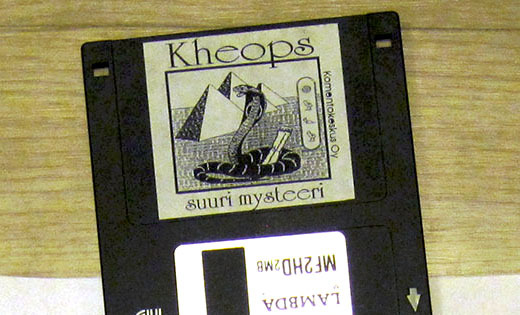 Kheops
Komentokeskus Oy
suuri mysteeri
MF2HD 2MB
LAMBDA